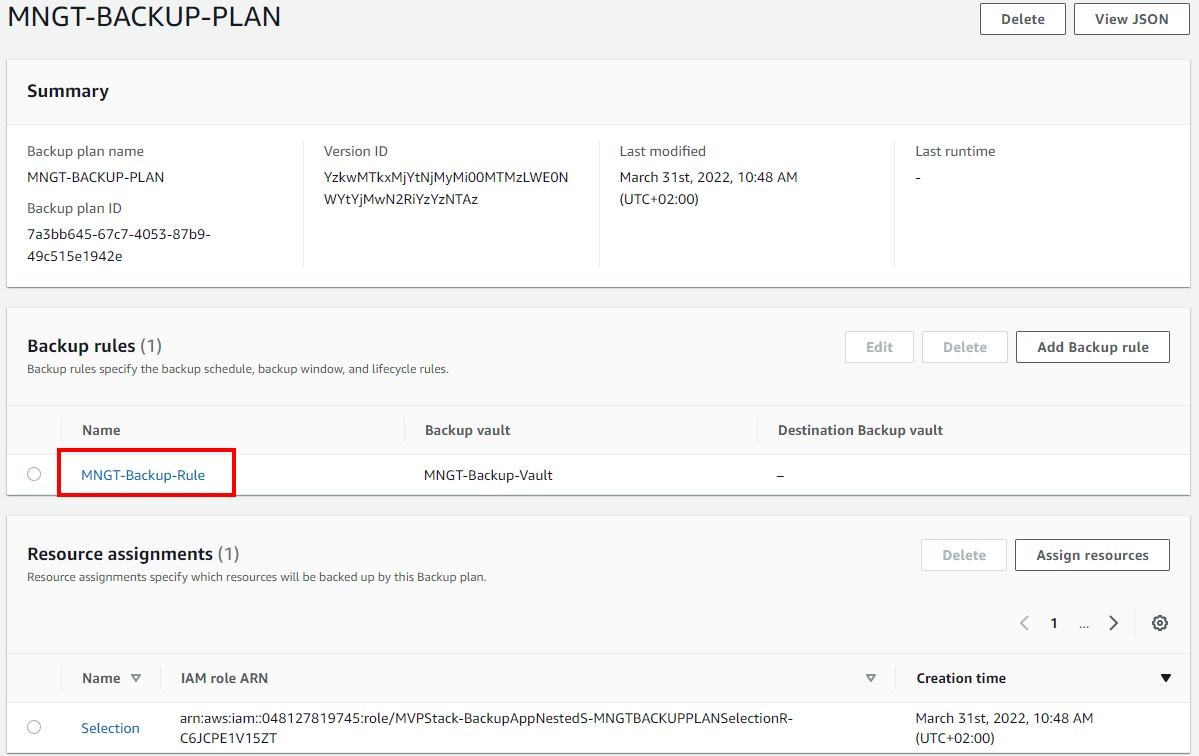 MNGT-BACKUP-PLAN
Delete
View JSON
Summary
Backup plan name
MNGT-BACKUP-PLAN
Backup plan ID
7a3bb645-67c7-4053-87b9-
49c515e1942e
Version ID
YzkwMTkxMjYtNjMyMi00MTMzLWE0N
WYtYjMwN2RiYzYzNTAz
Last modified
March 31st, 2022, 10:48 AM
(UTC+02:00)
Last runtime
-
Backup rules (1)
Backup rules specify the backup schedule, backup window, and lifecycle rules.
Edit
Delete
Add Backup rule
Name
Backup vault
Destination Backup vault
MNGT-Backup-Rule
MNGT-Backup-Vault
–
Resource assignments (1)
Resource assignments specify which resources will be backed up by this Backup plan.
Delete
Assign resources
1
...
Name
IAM role ARN
Creation time
Selection
arn:aws:iam::048127819745:role/MVPStack-BackupAppNestedS-MNGTBACKUPPLANSelectionR-
C6JCPE1V15ZT
March 31st, 2022, 10:48 AM
(UTC+02:00)